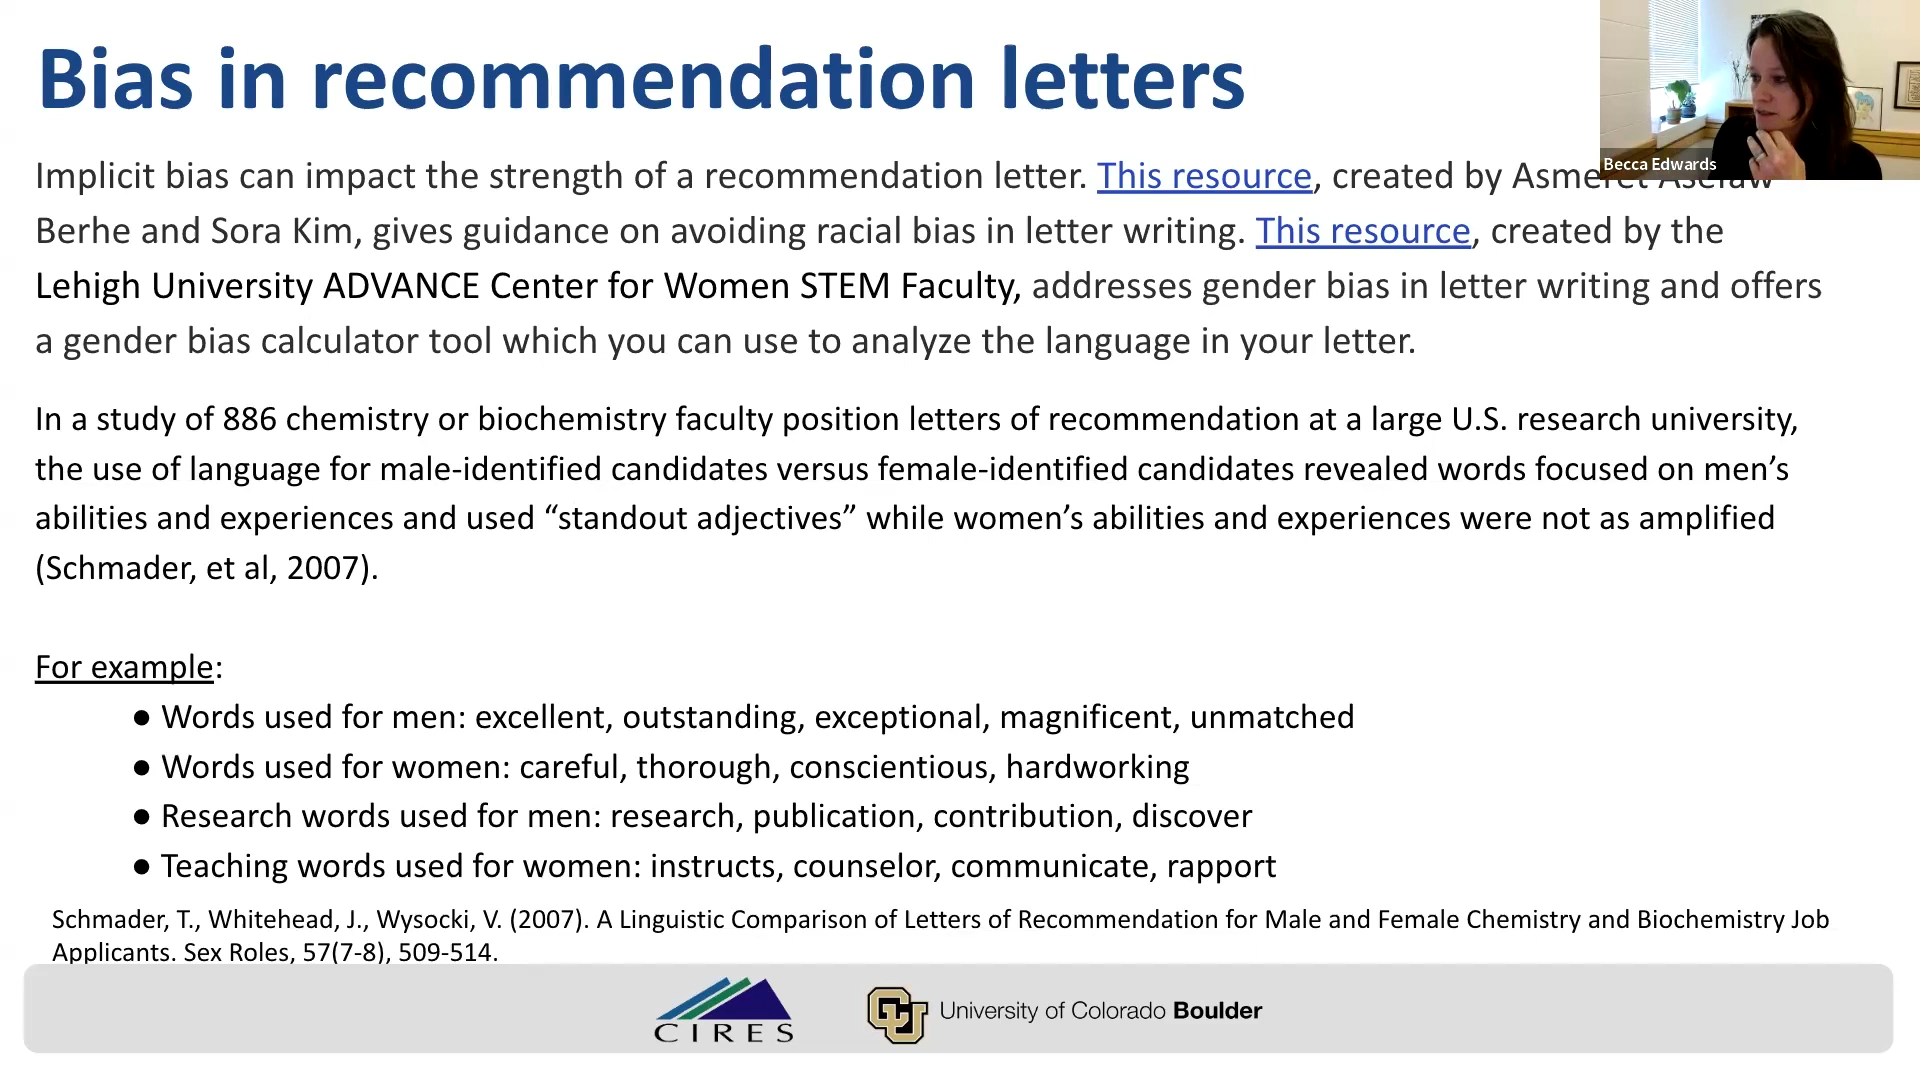 Bias in recommendation letters
Becca Edwards
Implicit bias can impact the strength of a recommendation letter. This resource, created by
Berhe and Sora Kim, gives guidance on avoiding racial bias in letter writing. This resource, created by the
Lehigh University ADVANCE Center for Women STEM Faculty, addresses gender bias in letter writing and offers
a gender bias calculator tool which you can use to analyze the language in your letter.
In a study of 886 chemistry or biochemistry faculty position letters of recommendation at a large U.S. research university,
the use of language for male-identified candidates versus female-identified candidates revealed words focused on men’s
abilities and experiences and used “standout adjectives” while women’s abilities and experiences were not as amplified
(Schmader, et al, 2007).
For example:
● Words used for men: excellent, outstanding, exceptional, magnificent, unmatched
● Words used for women: careful, thorough, conscientious, hardworking
● Research words used for men: research, publication, contribution, discover
● Teaching words used for women: instructs, counselor, communicate, rapport
Schmader, T., Whitehead, J., Wysocki, V. (2007). A Linguistic Comparison of Letters of Recommendation for Male and Female Chemistry and Biochemistry Job
Applicants. Sex Roles, 57(7-8), 509-514.
CIRES
CU University of Colorado Boulder